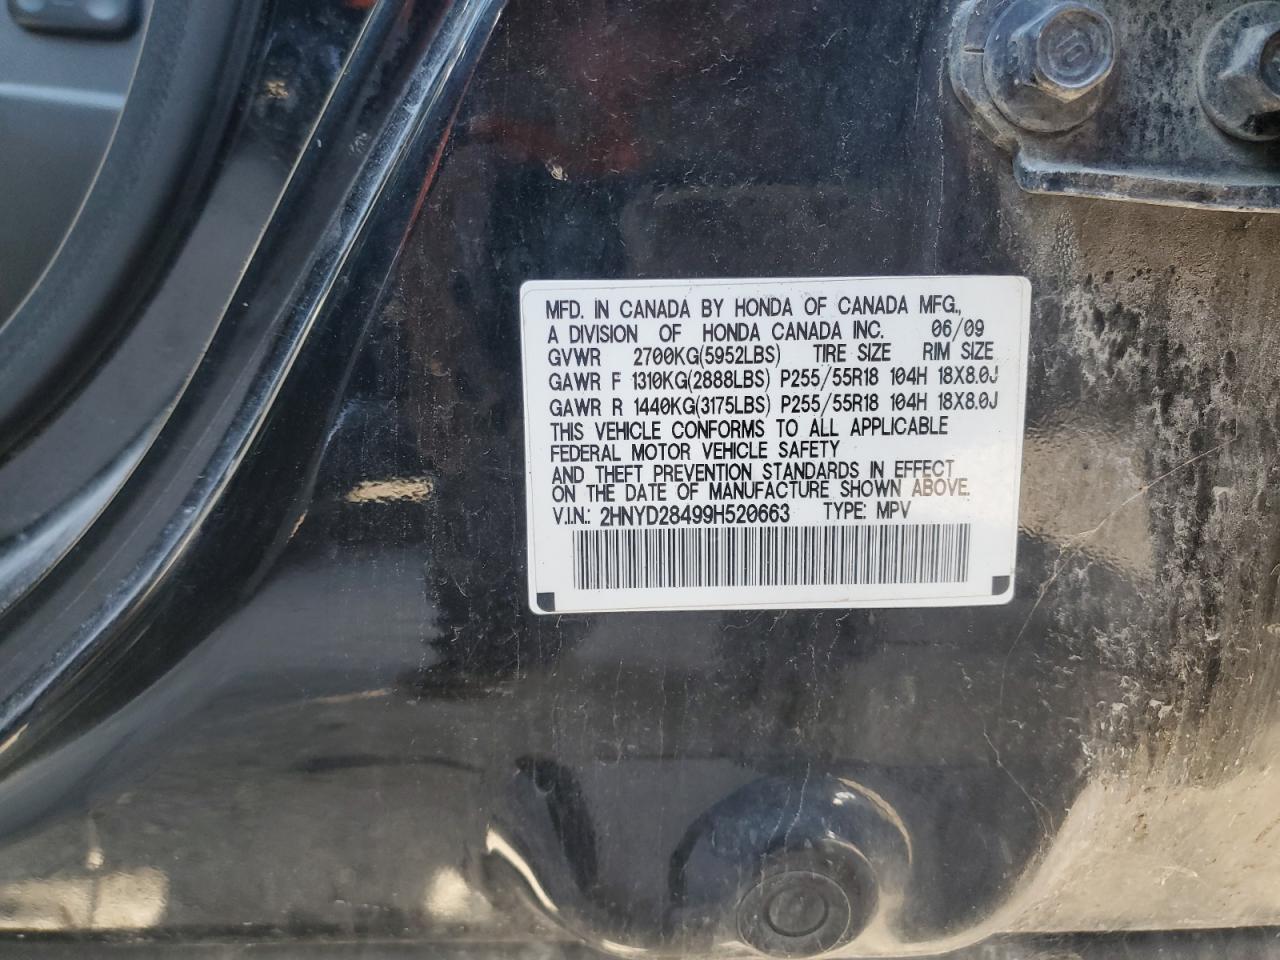 MFD. IN CANADA BY HONDA OF CANADA MFG.,
A DIVISION OF HONDA CANADA INC. 06/09
GVWR 2700KG(5952LBS) TIRE SIZE RIM SIZE
GAWR F 1310KG(2888LBS) P255/55R18 104H 18X8.0J
GAWR R 1440KG(3175LBS) P255/55R18 104H 18X8.0J
THIS VEHICLE CONFORMS TO ALL APPLICABLE
FEDERAL MOTOR VEHICLE SAFETY
AND THEFT PREVENTION STANDARDS IN EFFECT
ON THE DATE OF MANUFACTURE SHOWN ABOVE.
V.I.N.: 2HNYD28499H520663 TYPE: MPV